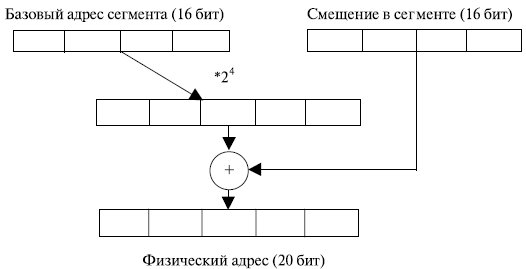 Базовый адрес сегмента (16 бит)
Смещение в сегменте (16 бит)
*2⁴
+
Физический адрес (20 бит)